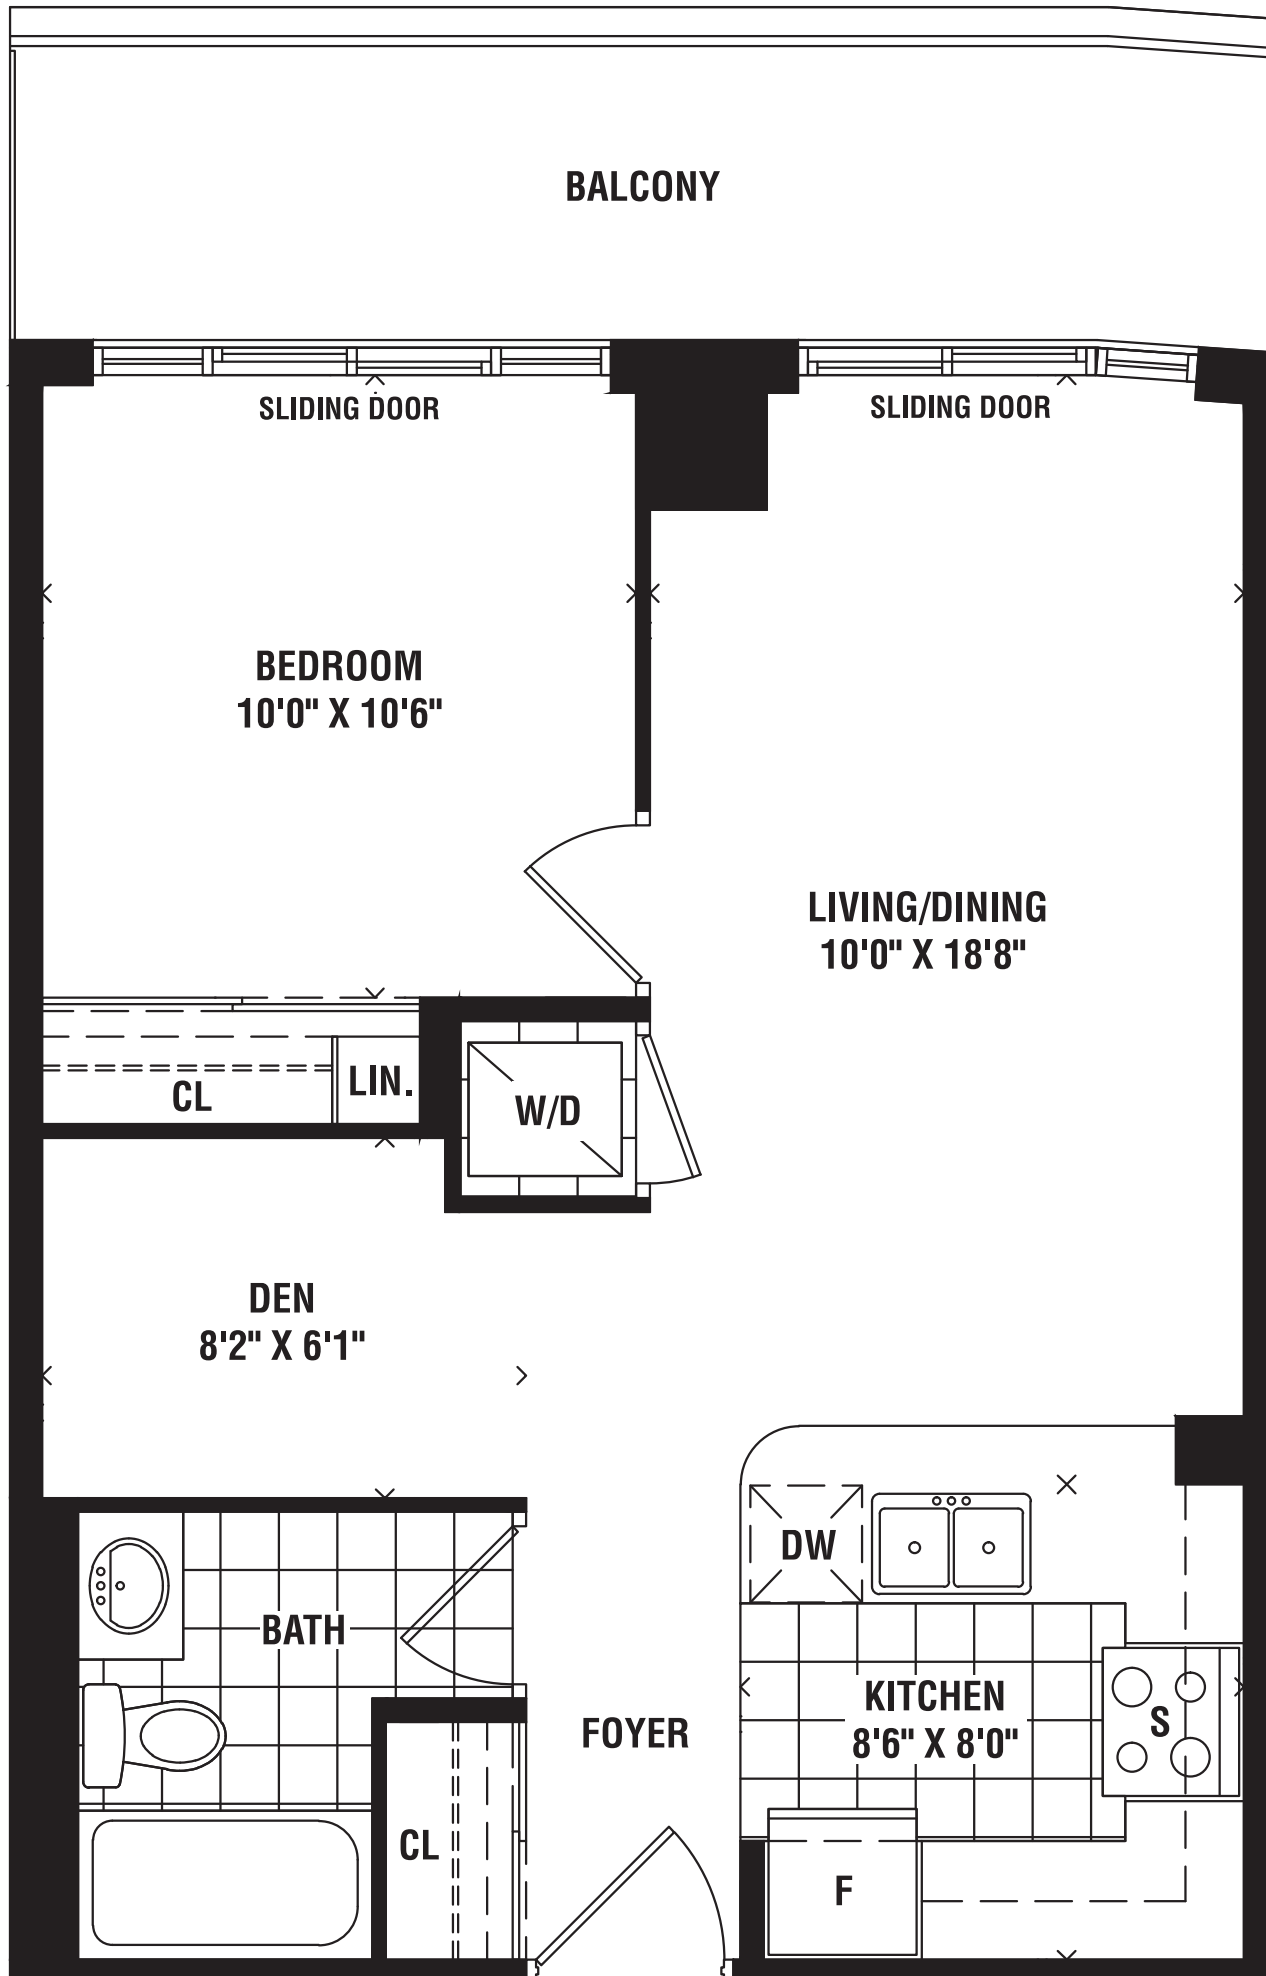 BALCONY
SLIDING DOOR
SLIDING DOOR
BEDROOM
10'0" X 10'6"
LIVING/DINING
10'0" X 18'8"
CL
LIN.
W/D
DEN
8'2" X 6'1"
DW
BATH
KITCHEN
8'6" X 8'0"
S
FOYER
CL
F